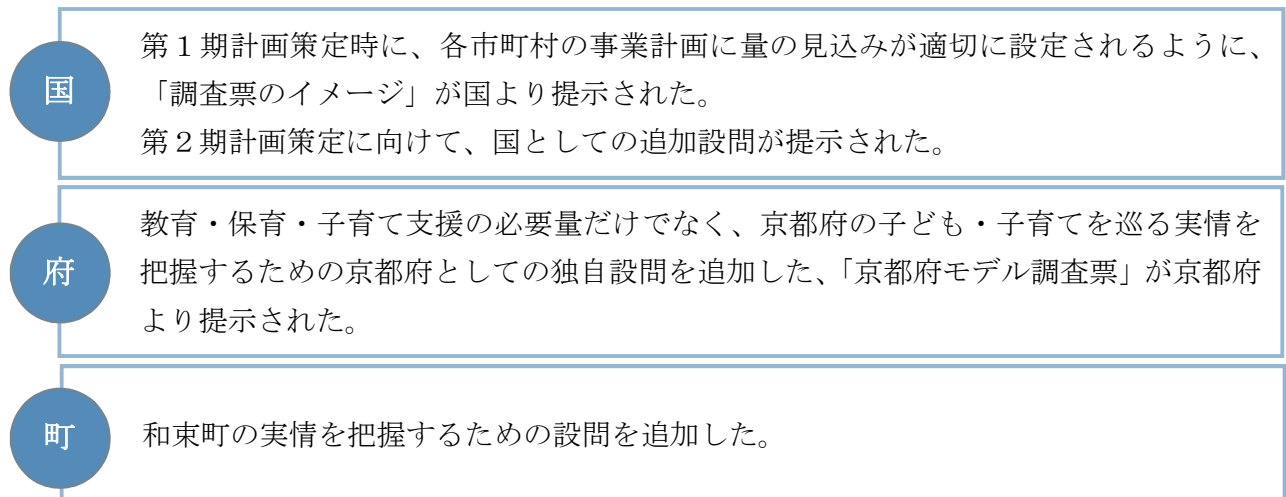 国
第１期計画策定時に、各市町村の事業計画に量の見込みが適切に設定されるように、
「調査票のイメージ」が国より提示された。
第２期計画策定に向けて、国としての追加設問が提示された。
府
教育・保育・子育て支援の必要量だけでなく、京都府の子ども・子育てを巡る実情を
把握するための京都府としての独自設問を追加した、「京都府モデル調査票」が京都府
より提示された。
町
和束町の実情を把握するための設問を追加した。